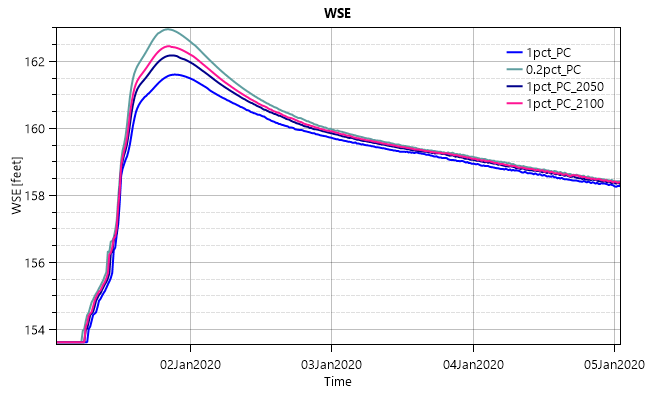 WSE
1pct_PC
0.2pct_PC
1pct_PC_2050
1pct_PC_2100
WSE [feet]
162
160
158
156
154
02Jan2020 03Jan2020 04Jan2020 05Jan2020
Time